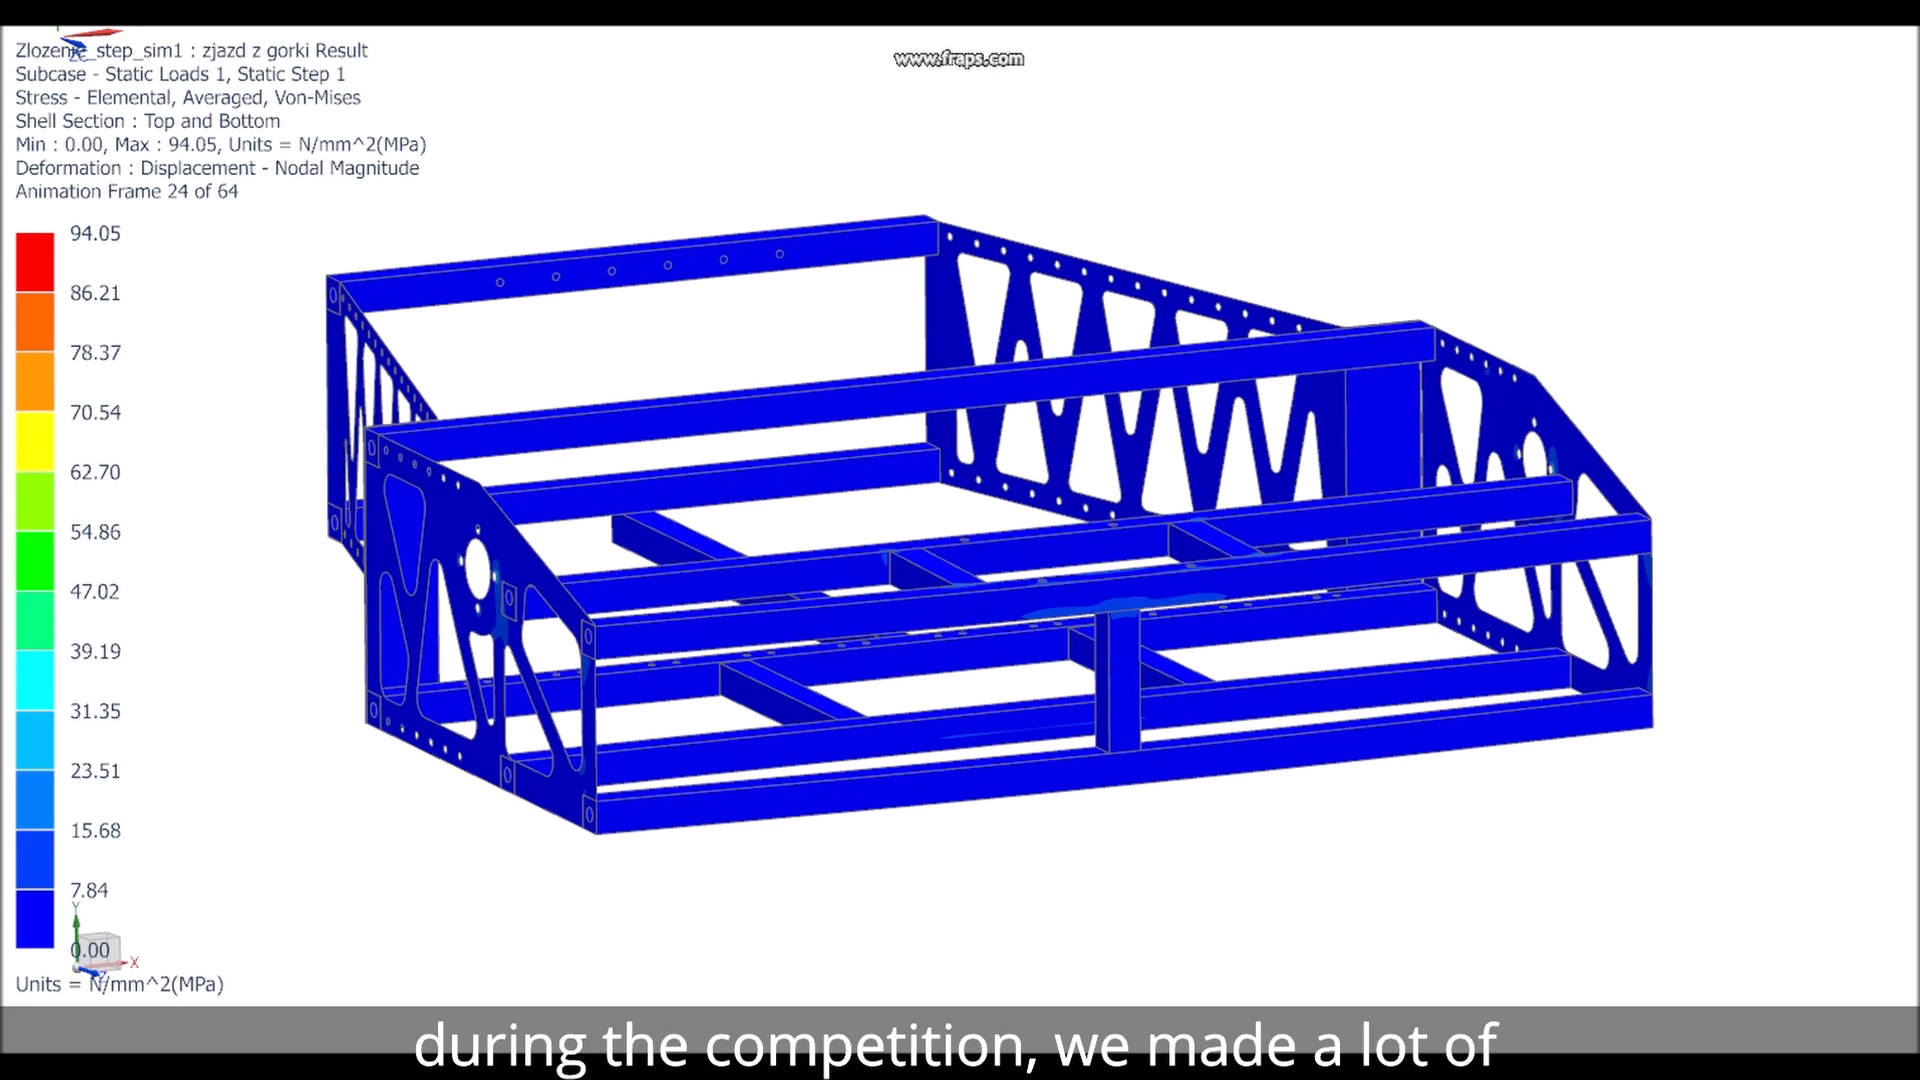 Zlozenie_step_sim1 : zjazd z gorki Result
Subcase - Static Loads 1, Static Step 1
Stress - Elemental, Averaged, Von-Mises
Shell Section : Top and Bottom
Min : 0.00, Max : 94.05, Units = N/mm^2(MPa)
Deformation : Displacement - Nodal Magnitude
Animation Frame 24 of 64
www.fraps.com
94.05
86.21
78.37
70.54
62.70
54.86
47.02
39.19
31.35
23.51
15.68
7.84
0.00
Y
X
Units = N/mm^2(MPa)
during the competition, we made a lot of